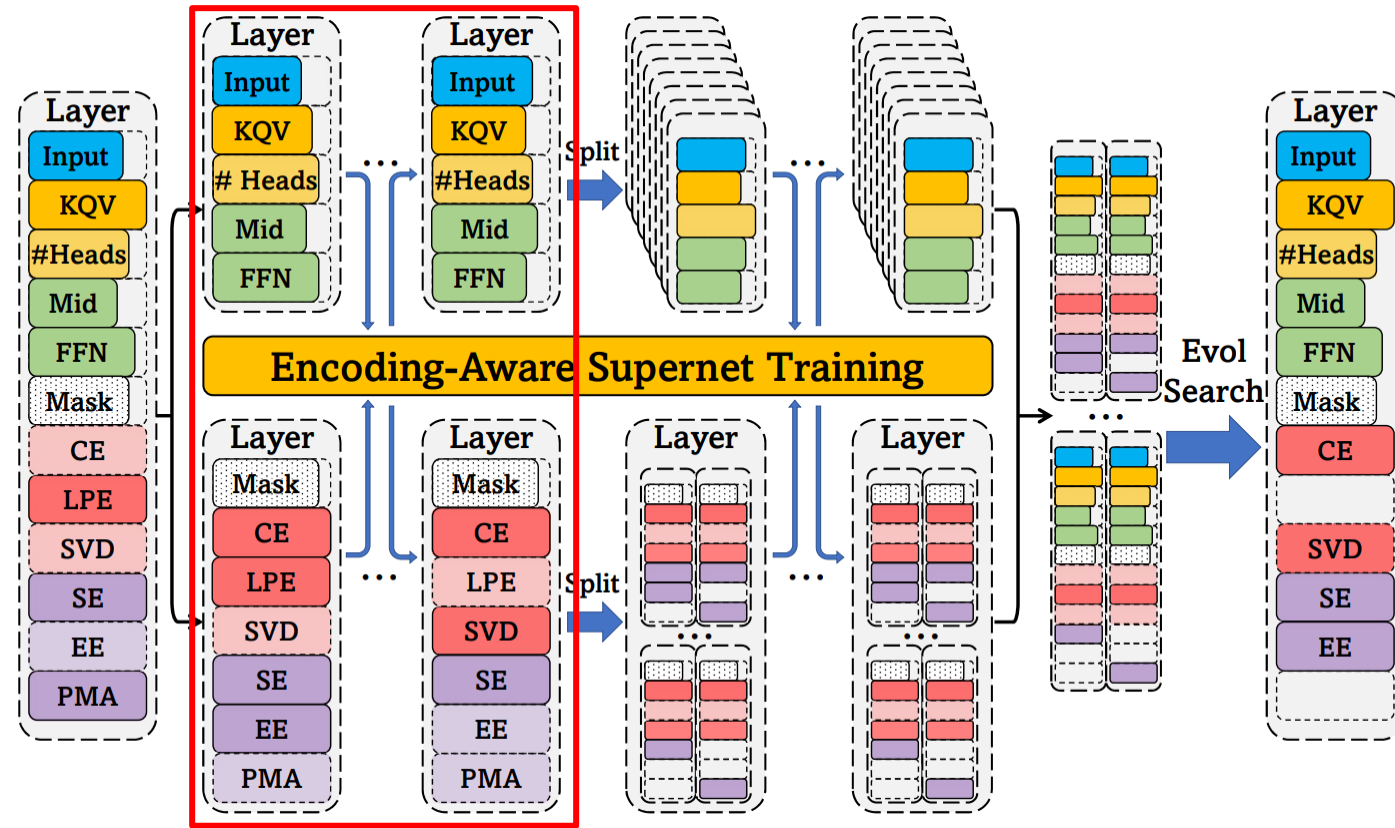 Layer
Input
KQV
#Heads
Mid
FFN
Mask
CE
LPE
SVD
SE
EE
PMA
Layer
Input
KQV
# Heads
Mid
FFN
...
Layer
Input
KQV
#Heads
Mid
FFN
Split
...
Encoding-Aware Supernet Training
Layer
Mask
CE
LPE
SVD
SE
EE
PMA
...
Layer
Mask
CE
LPE
SVD
SE
EE
PMA
Split
Layer
...
...
Layer
...
...
Evol
Search
Layer
Input
KQV
#Heads
Mid
FFN
Mask
CE
SVD
SE
EE